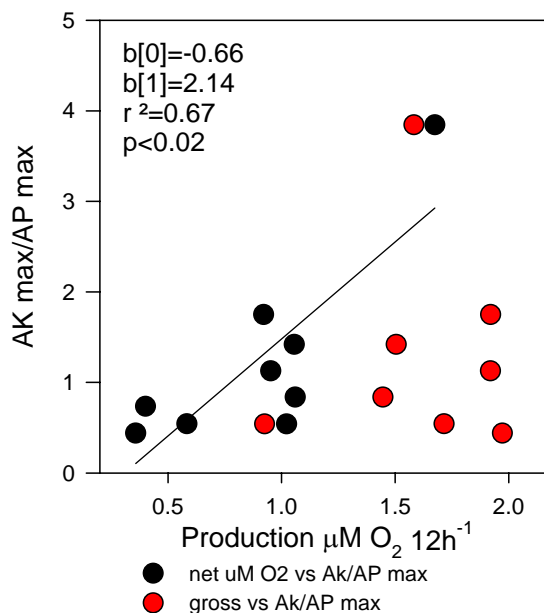 5
b[0]=-0.66
b[1]=2.14
r ²=0.67
p<0.02
4
3
2
1
0
AK max/AP max
0.5 1.0 1.5 2.0
Production μM O₂ 12h⁻¹
net uM O2 vs Ak/AP max
gross vs Ak/AP max